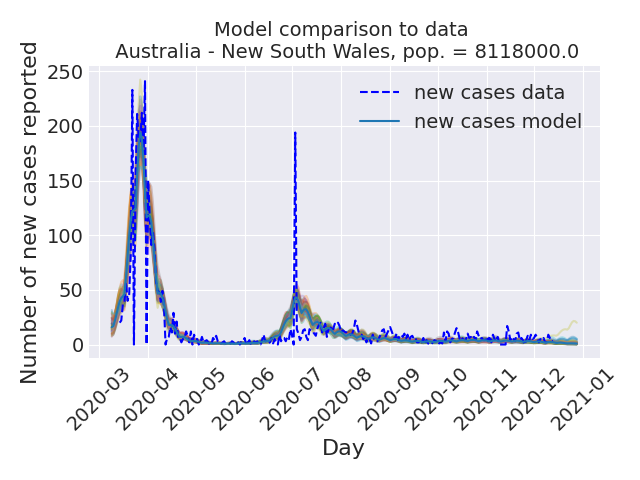 Model comparison to data
Australia - New South Wales, pop. = 8118000.0
Number of new cases reported
250
200
150
100
50
0
new cases data
new cases model
2020-03
2020-04
2020-05
2020-06
2020-07
2020-08
2020-09
2020-10
2020-11
2020-12
2021-01
Day